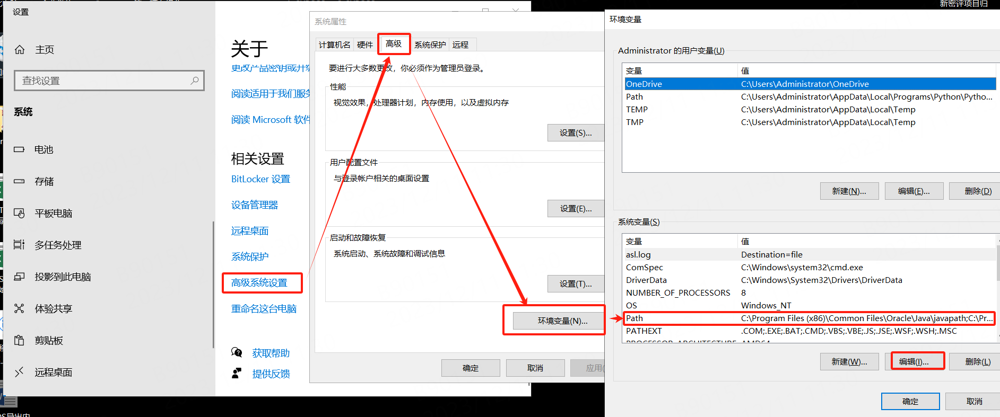 新密评项目归
设置
主页
查找设置
系统
电池
存储
平板电脑
多任务处理
投影到此电脑
体验共享
剪贴板
远程桌面
关于
更改产品密钥或升级
阅读适用于我们服务
阅读 Microsoft 软件
相关设置
BitLocker 设置
设备管理器
远程桌面
系统保护
高级系统设置
重命名这台电脑
获取帮助
提供反馈
系统属性
计算机名 硬件 高级 系统保护 远程
要进行大多数更改，你必须作为管理员登录。
性能
视觉效果，处理器计划，内存使用，以及虚拟内存
设置(S)...
用户配置文件
与登录帐户相关的桌面设置
设置(E)...
启动和故障恢复
系统启动、系统故障和调试信息
设置(T)...
环境变量(N)...
确定 取消 应用(
环境变量
Administrator 的用户变量(U)
变量 值
OneDrive C:\Users\Administrator\OneDrive
Path C:\Users\Administrator\AppData\Local\Programs\Python\Pytho...
TEMP C:\Users\Administrator\AppData\Local\Temp
TMP C:\Users\Administrator\AppData\Local\Temp
新建(N)... 编辑(E)... 删除(D)
系统变量(S)
变量 值
asl.log Destination=file
ComSpec C:\Windows\system32\cmd.exe
DriverData C:\Windows\System32\Drivers\DriverData
NUMBER_OF_PROCESSORS 8
OS Windows_NT
Path C:\Program Files (x86)\Common Files\Oracle\Java\javapath;C:\Pr...
PATHEXT .COM;.EXE;.BAT;.CMD;.VBS;.VBE;.JS;.JSE;.WSF;.WSH;.MSC
PROCESSOR_ARCHITECTURE AMD64
新建(W)... 编辑(I)... 删除(L)
确定 取消